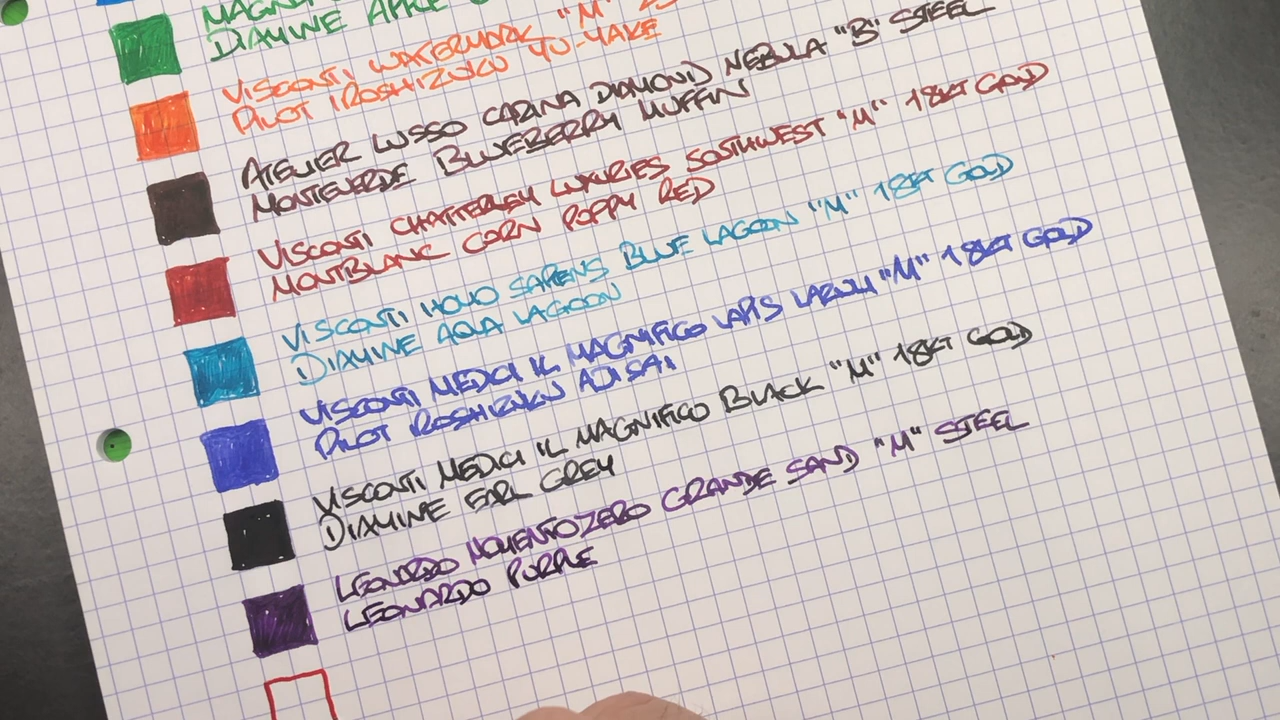 DIAMINE APPLE
VISCONTI WATERMARK "M"
PILOT IROSHIZUKU YU-YAKE
ATELIER LUSSO CARINA DIAMOND NEBULA "B" STEEL
MONTEVERDE BLUEBERRY MUFFIN
VISCONTI CHATTERLEY LUXURIES SOUTHWEST "M" 18KT GOLD
MONTBLANC CORN POPPY RED
VISCONTI HOMO SAPIENS BLUE LAGOON "M" 18KT GOLD
DIAMINE AQUA LAGOON
VISCONTI MEDICI IL MAGNIFICO LAPIS LAZULI "M" 18KT GOLD
PILOT IROSHIZUKU AJISAI
VISCONTI MEDICI IL MAGNIFICO BLACK "M" 18KT GOLD
DIAMINE EARL GREY
LEONARDO MOMENTOZERO GRANDE SAND "M" STEEL
LEONARDO PURPLE